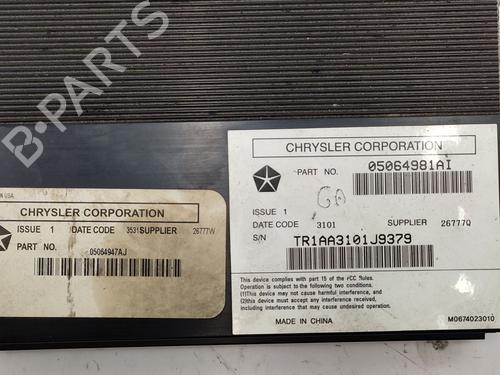 B-PARTS
N USA
CHRYSLER CORPORATION
ISSUE 1 DATE CODE 3531 SUPPLIER 26777W
PART NO. 05064947AJ
CHRYSLER CORPORATION
PART NO. 05064981AI
GA
ISSUE 1
DATE CODE 3101 SUPPLIER 26777Q
S/N TR1AA3101J9379
This device complies with part 15 of the FCC Rules.
Operation is subject to the following two conditions.
(1)This device may not cause harmful interference, and
(2)this device must accept any interference received,
including interference that may cause undesired operation.
MADE IN CHINA M0674023010